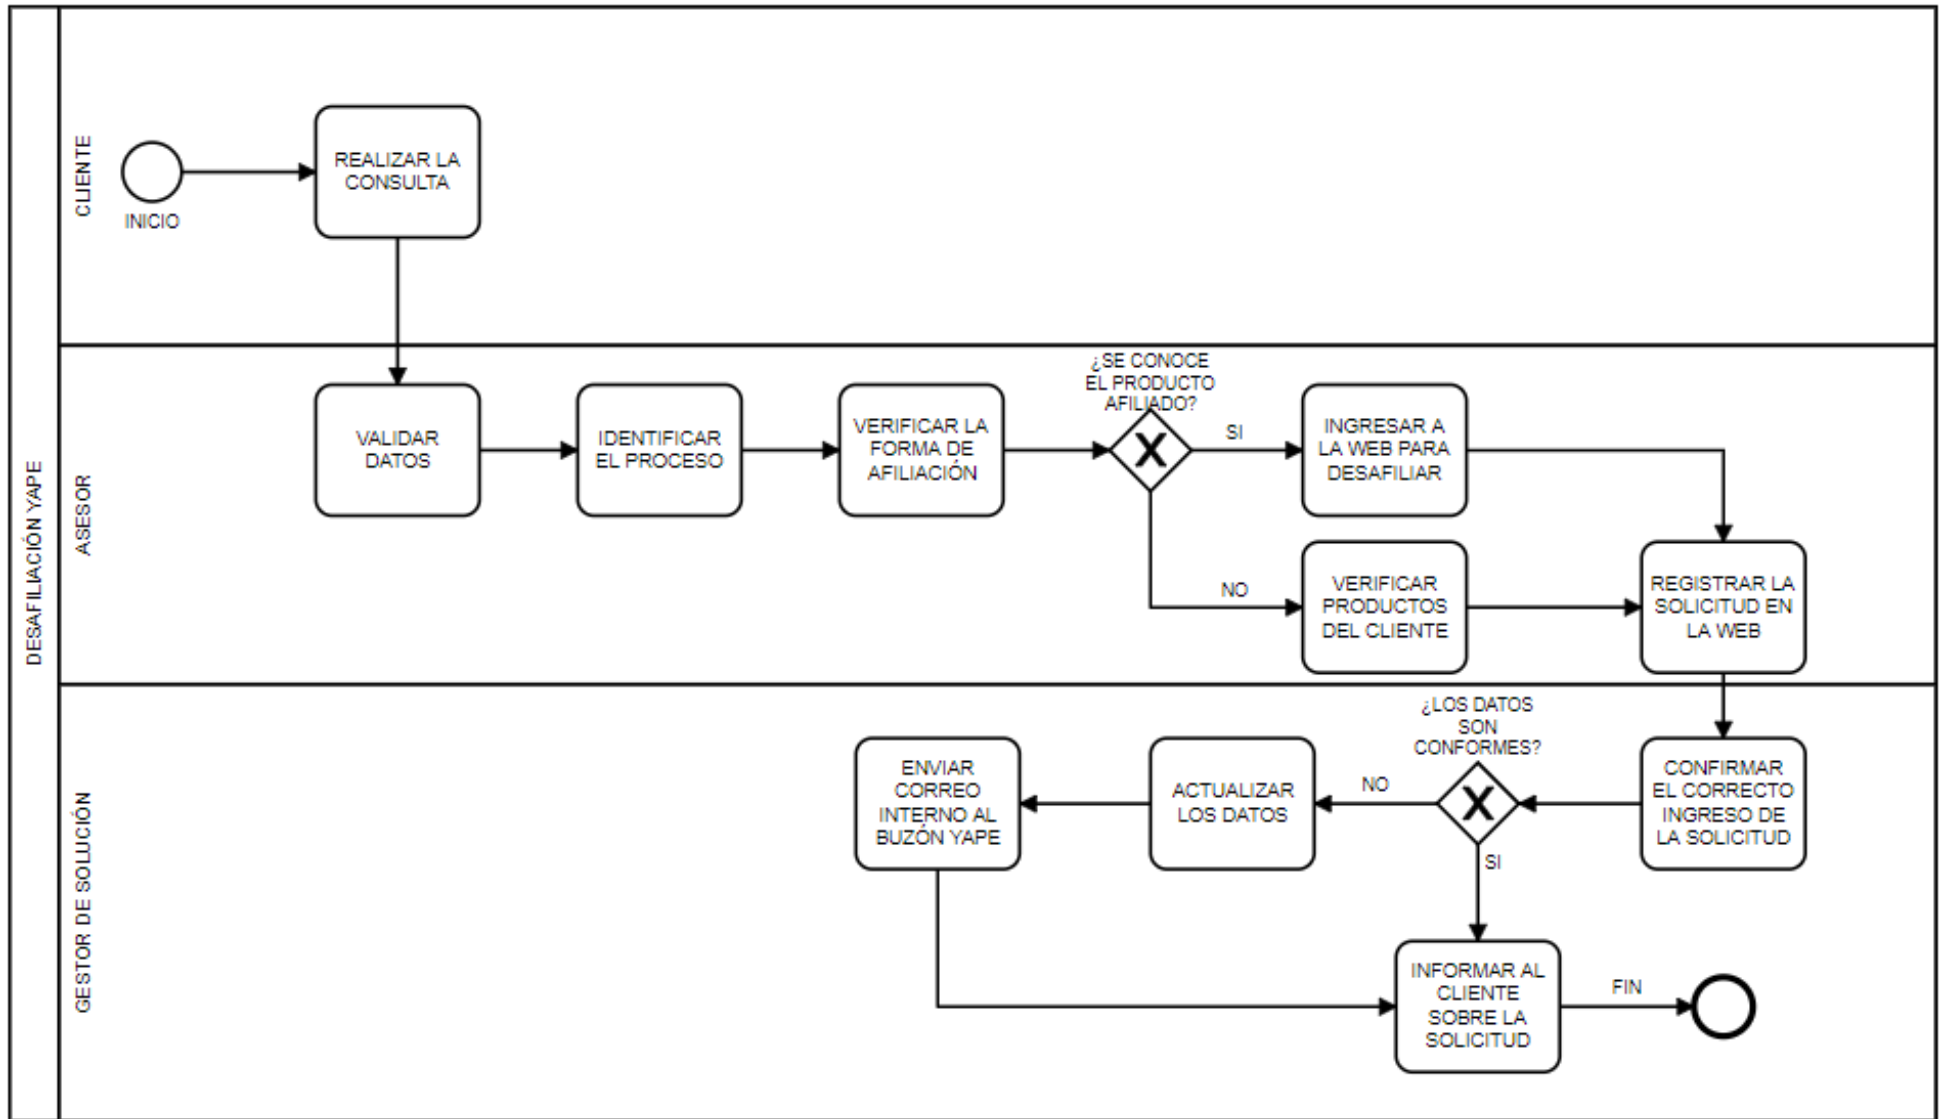 DESAFILIACIÓN YAPE
CLIENTE
INICIO
REALIZAR LA
CONSULTA
ASESOR
VALIDAR
DATOS
IDENTIFICAR
EL PROCESO
VERIFICAR LA
FORMA DE
AFILIACIÓN
¿SE CONOCE
EL PRODUCTO
AFILIADO?
SI
INGRESAR A
LA WEB PARA
DESAFILIAR
NO
VERIFICAR
PRODUCTOS
DEL CLIENTE
REGISTRAR LA
SOLICITUD EN
LA WEB
GESTOR DE SOLUCIÓN
CONFIRMAR
EL CORRECTO
INGRESO DE
LA SOLICITUD
¿LOS DATOS
SON
CONFORMES?
NO
ACTUALIZAR
LOS DATOS
ENVIAR
CORREO
INTERNO AL
BUZÓN YAPE
SI
INFORMAR AL
CLIENTE
SOBRE LA
SOLICITUD
FIN